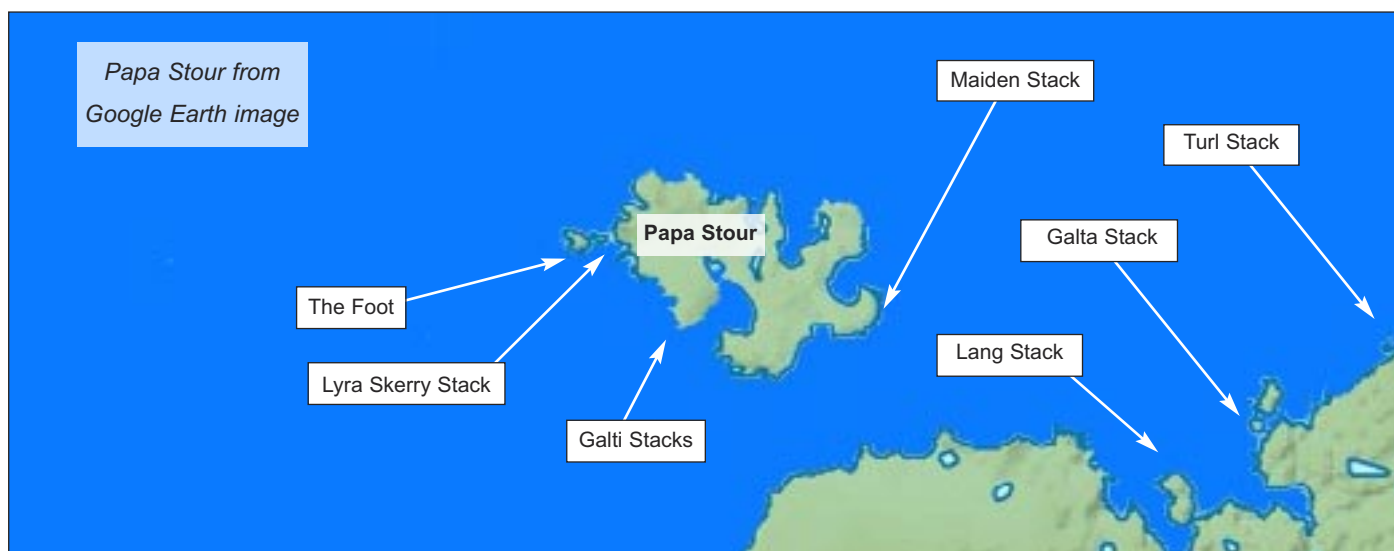 Papa Stour from
Google Earth image
Maiden Stack
Turl Stack
Papa Stour
Galta Stack
The Foot
Lang Stack
Lyra Skerry Stack
Galti Stacks